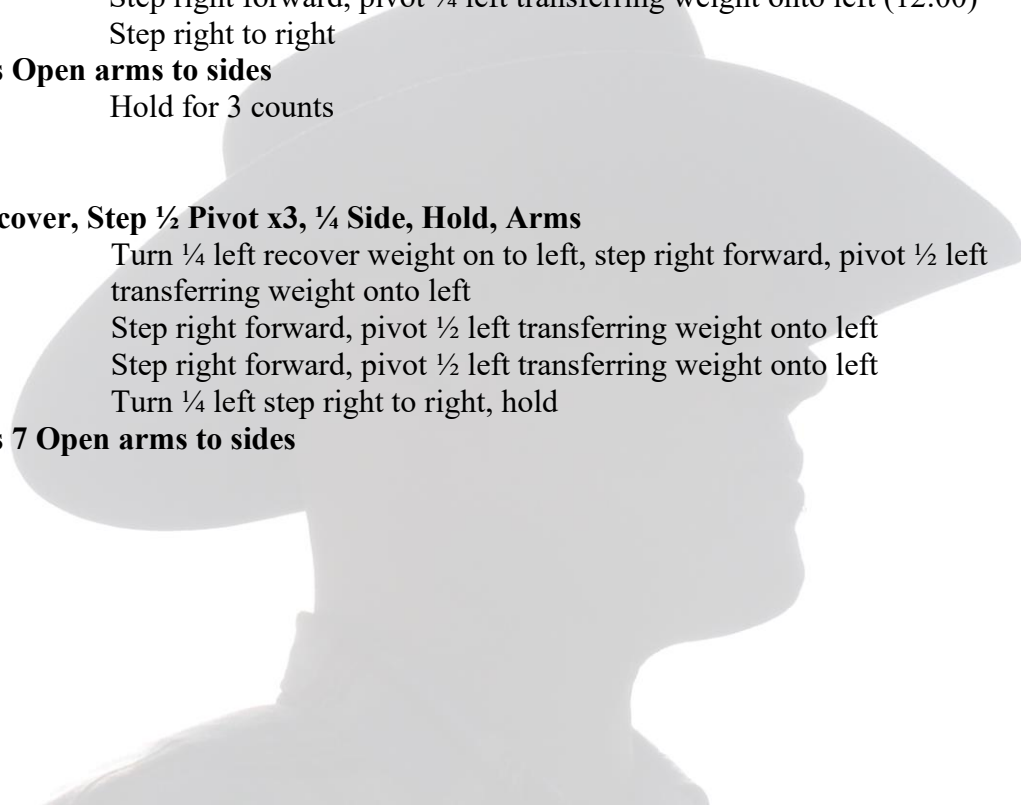 Step right forward, pivot ¼ left transferring weight onto left (12:00)
Step right to right
s Open arms to sides
Hold for 3 counts
cover, Step ½ Pivot x3, ¼ Side, Hold, Arms
Turn ¼ left recover weight on to left, step right forward, pivot ½ left
transferring weight onto left
Step right forward, pivot ½ left transferring weight onto left
Step right forward, pivot ½ left transferring weight onto left
Turn ¼ left step right to right, hold
s 7 Open arms to sides